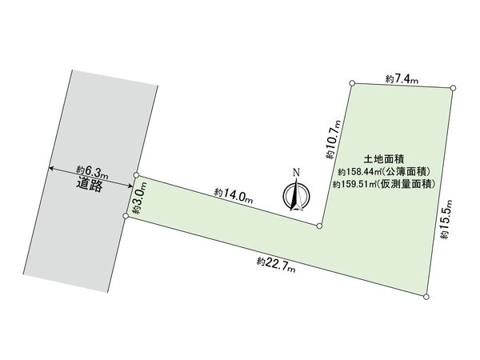 約7.4m
約10.7m
土地面積
約158.44㎡(公簿面積)
約159.51㎡(仮測量面積)
約6.3m
道路
約3.0m
約14.0m
N
約15.5m
約22.7m